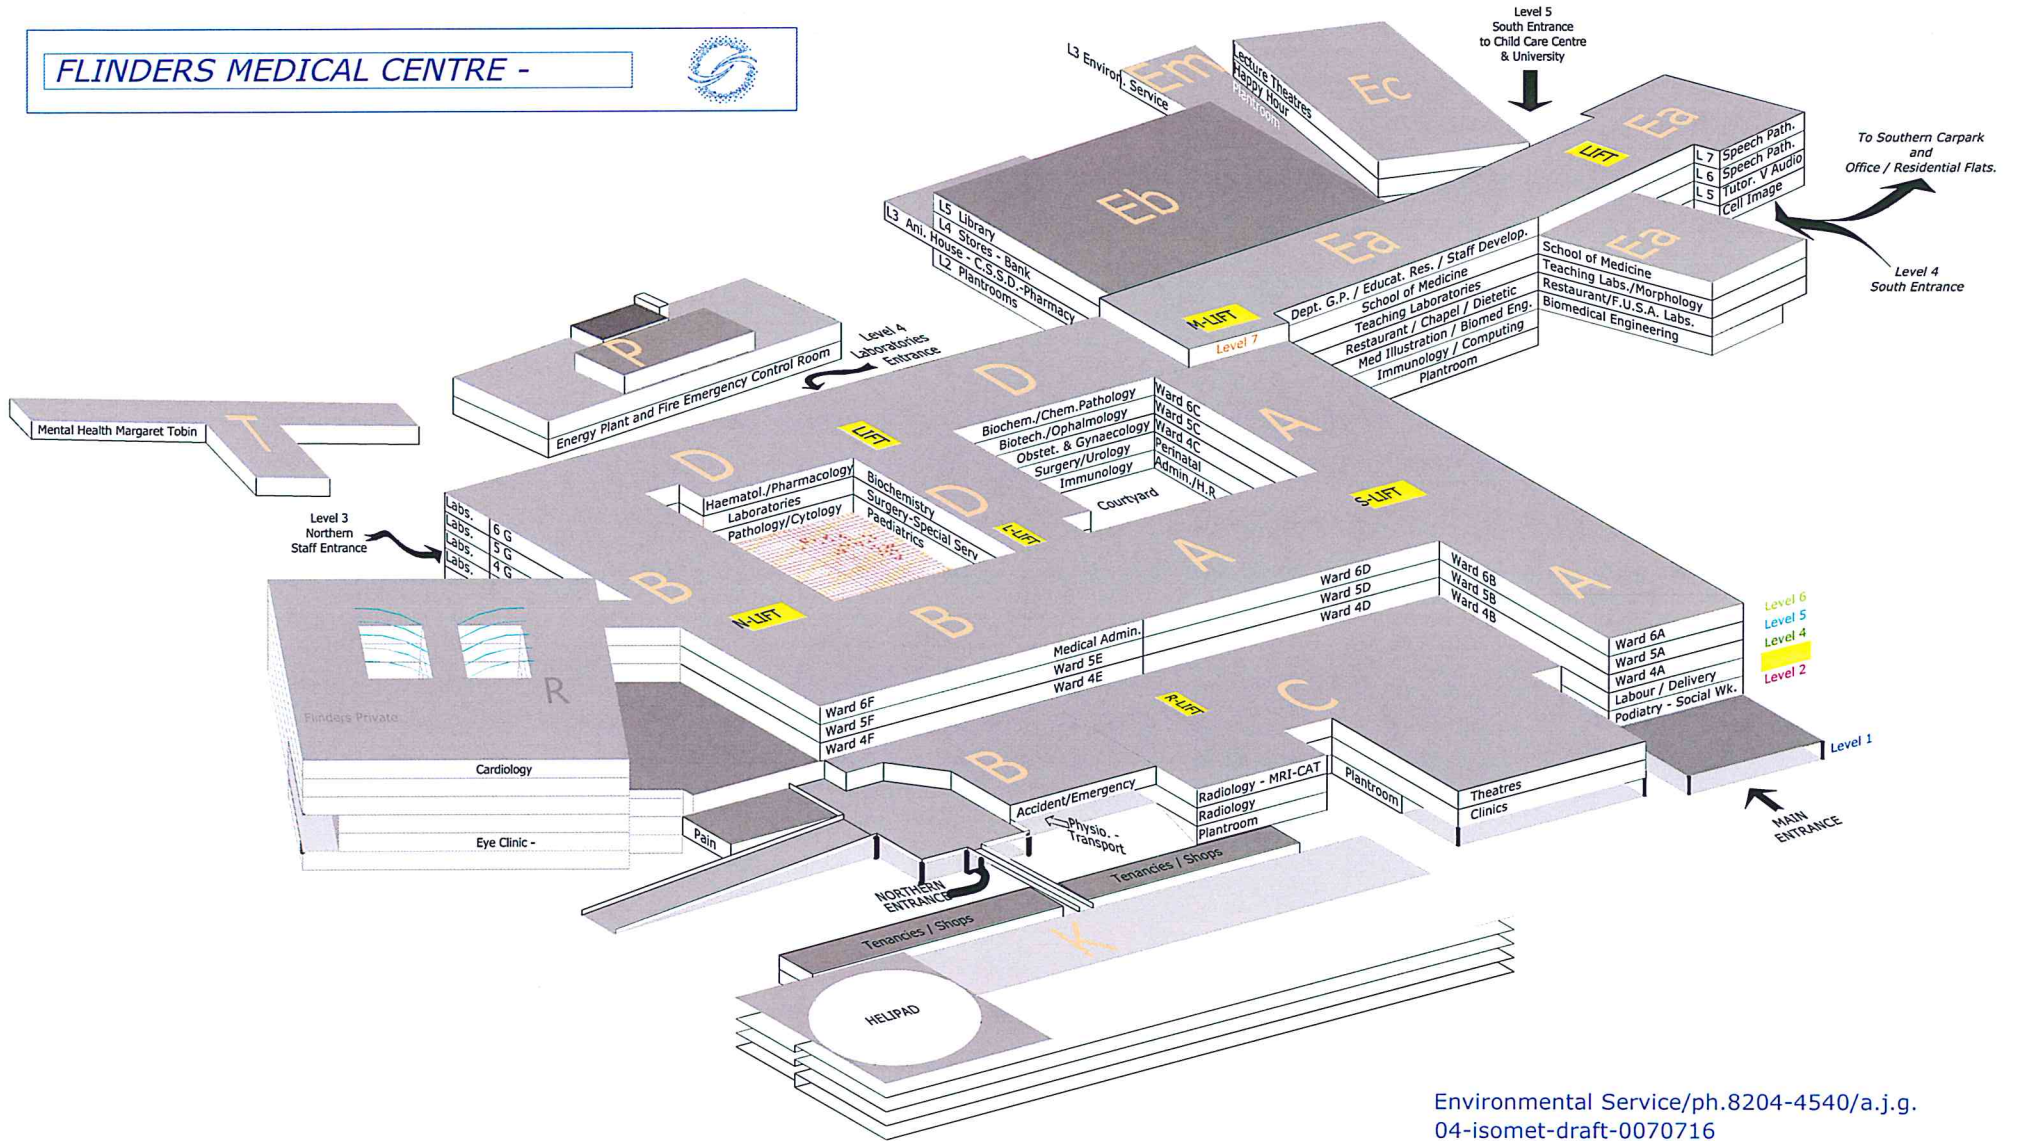 FLINDERS MEDICAL CENTRE -
Level 5
South Entrance
to Child Care Centre
& University
L3 Environ. Service
Em
Lecture Theatres
Happy Hour
Plantroom
Ec
Ea
LIFT
L 7 Speech Path.
L 6 Speech Path.
L 5 Tutor. V Audio
Cell Image
To Southern Carpark
and
Office / Residential Flats.
Level 4
South Entrance
Eb
L5 Library
L4 Stores - Bank
L3 Ani. House - C.S.S.D.-Pharmacy
L2 Plantrooms
Ea
Ea
M-LIFT
Level 7
Dept. G.P. / Educat. Res. / Staff Develop.
School of Medicine
Teaching Laboratories
Restaurant / Chapel / Dietetic
Med Illustration / Biomed Eng.
Immunology / Computing
Plantroom
School of Medicine
Teaching Labs./Morphology
Restaurant/F.U.S.A. Labs.
Biomedical Engineering
P
Energy Plant and Fire Emergency Control Room
Level 4
Laboratories
Entrance
T
Mental Health Margaret Tobin
D
D
D
LIFT
L-LIFT
Biochem./Chem.Pathology
Biotech./Ophalmology
Obstet. & Gynaecology
Surgery/Urology
Immunology
Ward 6C
Ward 5C
Ward 4C
Perinatal
Admin./H.R
Courtyard
A
A
A
S-LIFT
Haematol./Pharmacology
Laboratories
Pathology/Cytology
Biochemistry
Surgery-Special Serv
Paediatrics
Level 3
Northern
Staff Entrance
Labs. 6 G
Labs. 5 G
Labs. 4 G
Labs.
B
B
N-LIFT
R
Flinders Private
Cardiology
Eye Clinic -
Ward 6F
Ward 5F
Ward 4F
Medical Admin.
Ward 5E
Ward 4E
Ward 6D
Ward 5D
Ward 4D
Ward 6B
Ward 5B
Ward 4B
Ward 6A
Ward 5A
Ward 4A
Labour / Delivery
Podiatry - Social Wk.
Level 6
Level 5
Level 4
Level 2
Level 1
MAIN
ENTRANCE
R-LIFT
C
B
Accident/Emergency
Radiology - MRI-CAT
Radiology
Plantroom
Plantroom
Theatres
Clinics
Physio. -
Transport
Pain
NORTHERN
ENTRANCE
Tenancies / Shops
Tenancies / Shops
K
HELIPAD
Environmental Service/ph.8204-4540/a.j.g.
04-isomet-draft-0070716